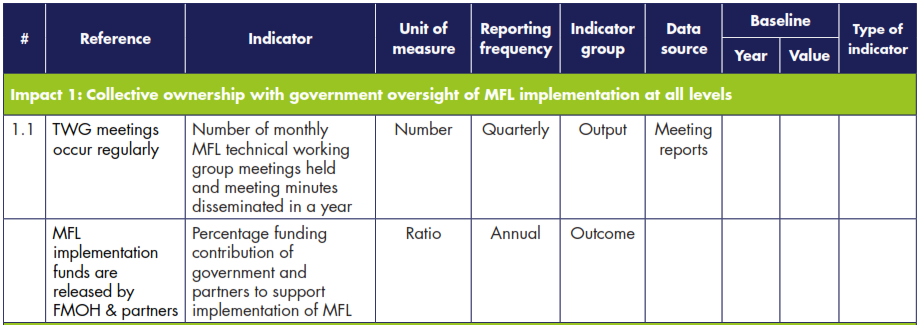 # Reference Indicator Unit of measure Reporting frequency Indicator group Data source Baseline Type of indicator
Year Value
Impact 1: Collective ownership with government oversight of MFL implementation at all levels
1.1 TWG meetings Number of monthly Number Quarterly Output Meeting
occur regularly MFL technical working reports
group meetings held
and meeting minutes
disseminated in a year
MFL Percentage funding Ratio Annual Outcome
implementation contribution of
funds are government and
released by partners to support
FMOH & partners implementation of MFL